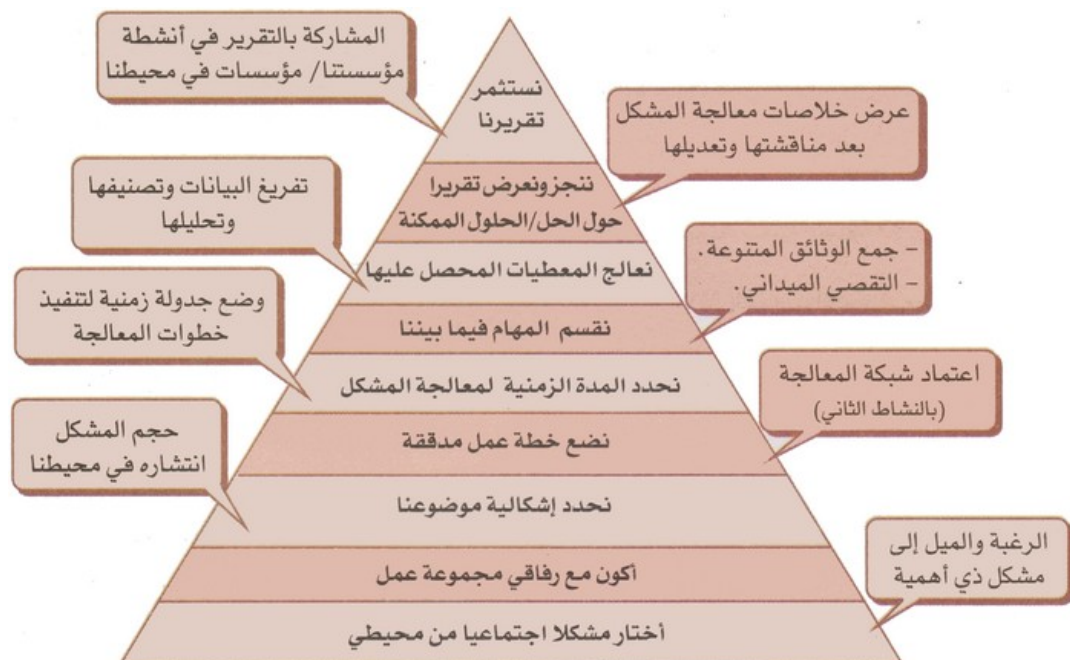 المشاركة بالتقرير في أنشطة
مؤسستنا/ مؤسسات في محيطنا
نستثمر
تقريرنا
عرض خلاصات معالجة المشكل
بعد مناقشتها وتعديلها
ننجز ونعرض تقريرا
حول الحل/الحلول الممكنة
تفريغ البيانات وتصنيفها
وتحليلها
نعالج المعطيات المحصل عليها
- جمع الوثائق المتنوعة.
- التقصي الميداني.
نقسم المهام فيما بيننا
وضع جدولة زمنية لتنفيذ
خطوات المعالجة
نحدد المدة الزمنية لمعالجة المشكل
اعتماد شبكة المعالجة
(بالنشاط الثاني)
نضع خطة عمل مدققة
حجم المشكل
انتشاره في محيطنا
نحدد إشكالية موضوعنا
أكون مع رفاقي مجموعة عمل
الرغبة والميل إلى
مشكل ذي أهمية
أختار مشكلا اجتماعيا من محيطي